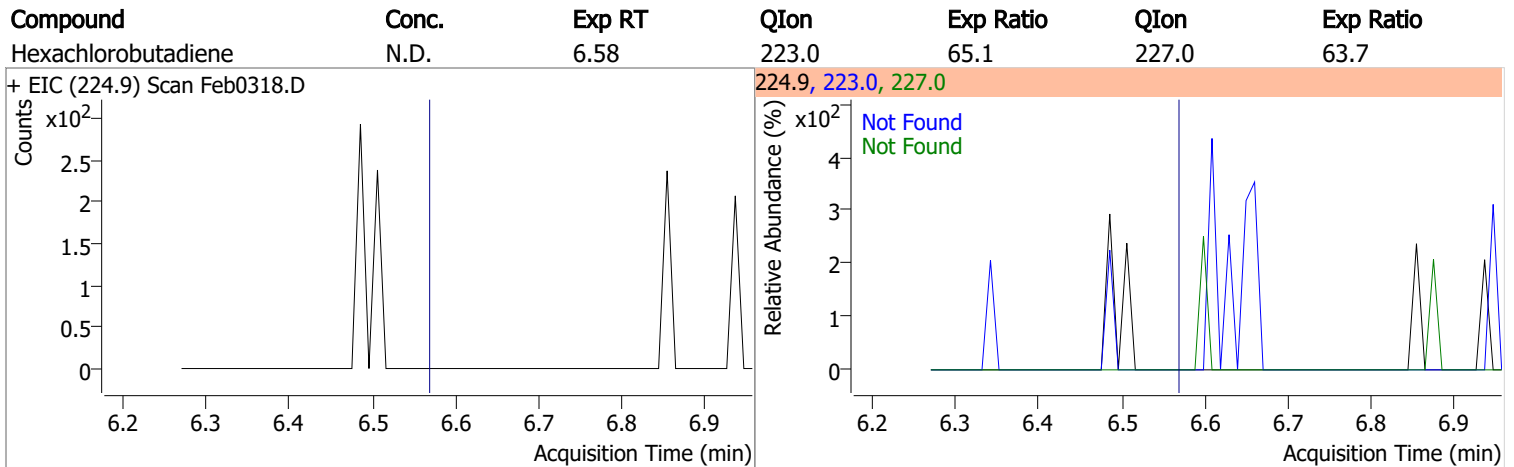 Compound Conc. Exp RT QIon Exp Ratio QIon Exp Ratio
Hexachlorobutadiene N.D. 6.58 223.0 65.1 227.0 63.7
+ EIC (224.9) Scan Feb0318.D
Counts
x10²
2.5
2
1.5
1
0.5
0
6.2 6.3 6.4 6.5 6.6 6.7 6.8 6.9
Acquisition Time (min)
224.9, 223.0, 227.0
Relative Abundance (%)
x10²
Not Found
Not Found
4
3
2
1
0
6.2 6.3 6.4 6.5 6.6 6.7 6.8 6.9
Acquisition Time (min)